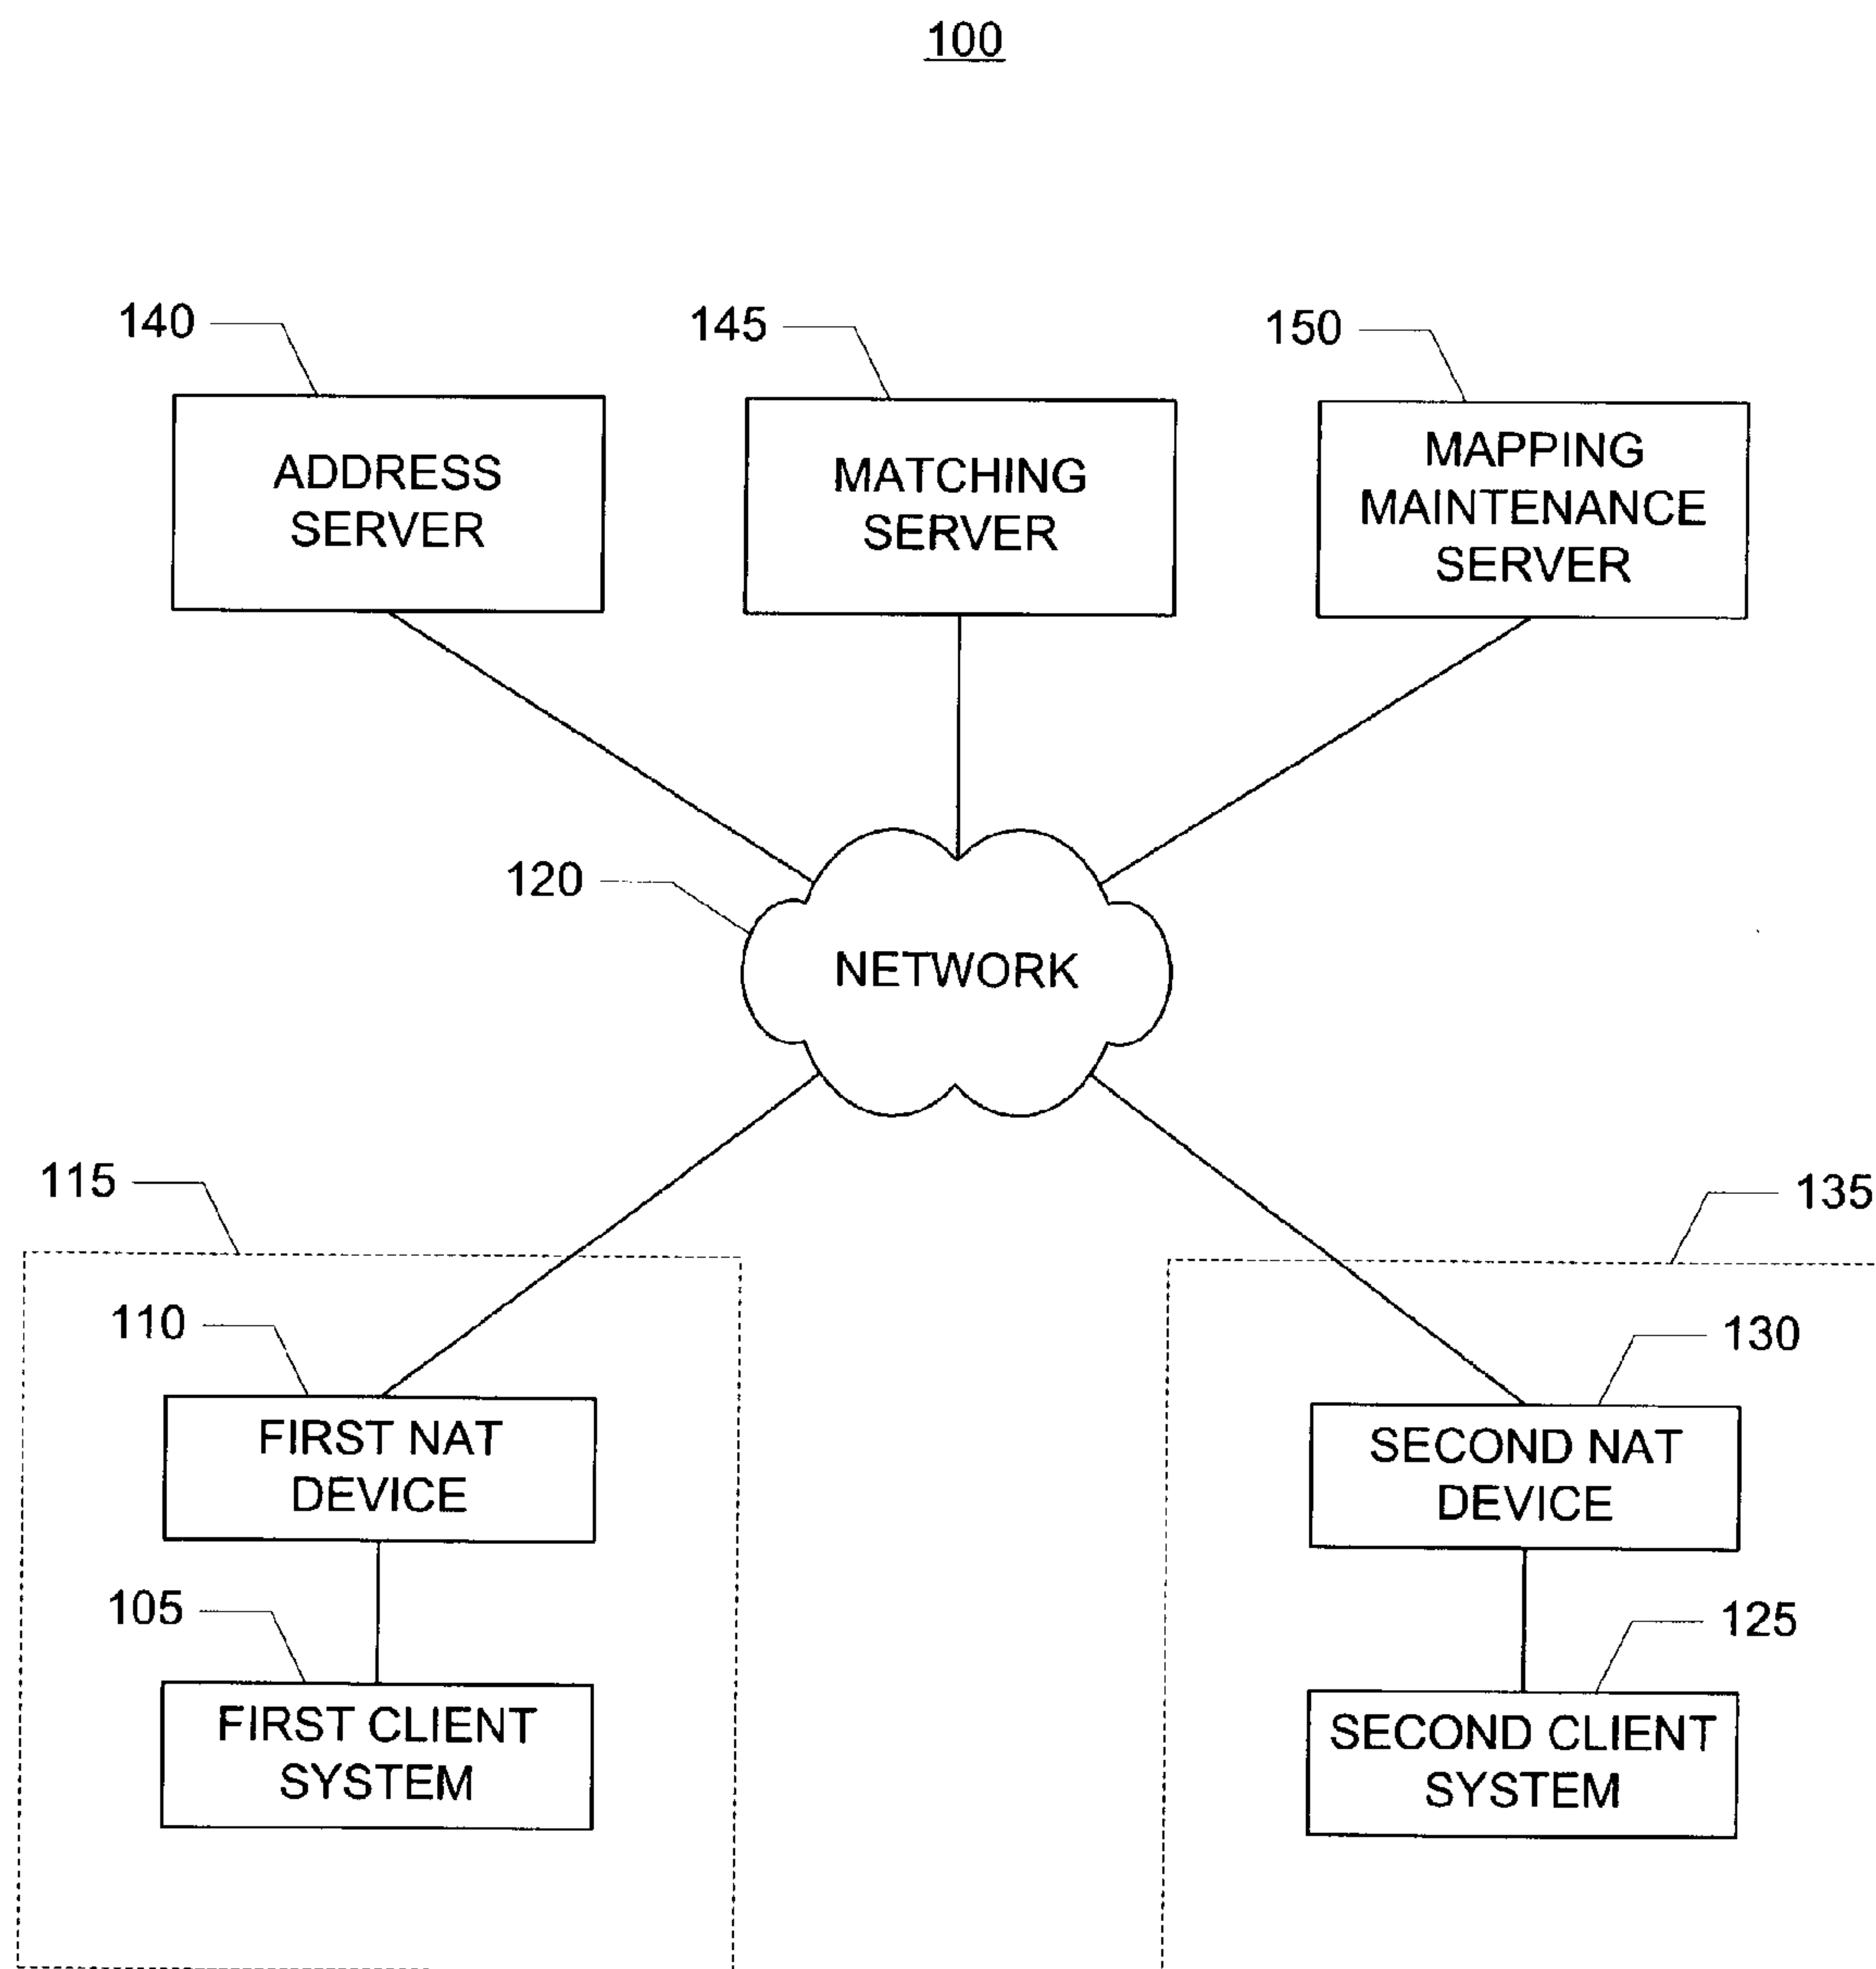 100
140
145
150
ADDRESS
SERVER
MATCHING
SERVER
MAPPING
MAINTENANCE
SERVER
120
NETWORK
115
135
110
130
FIRST NAT
DEVICE
SECOND NAT
DEVICE
105
125
FIRST CLIENT
SYSTEM
SECOND CLIENT
SYSTEM